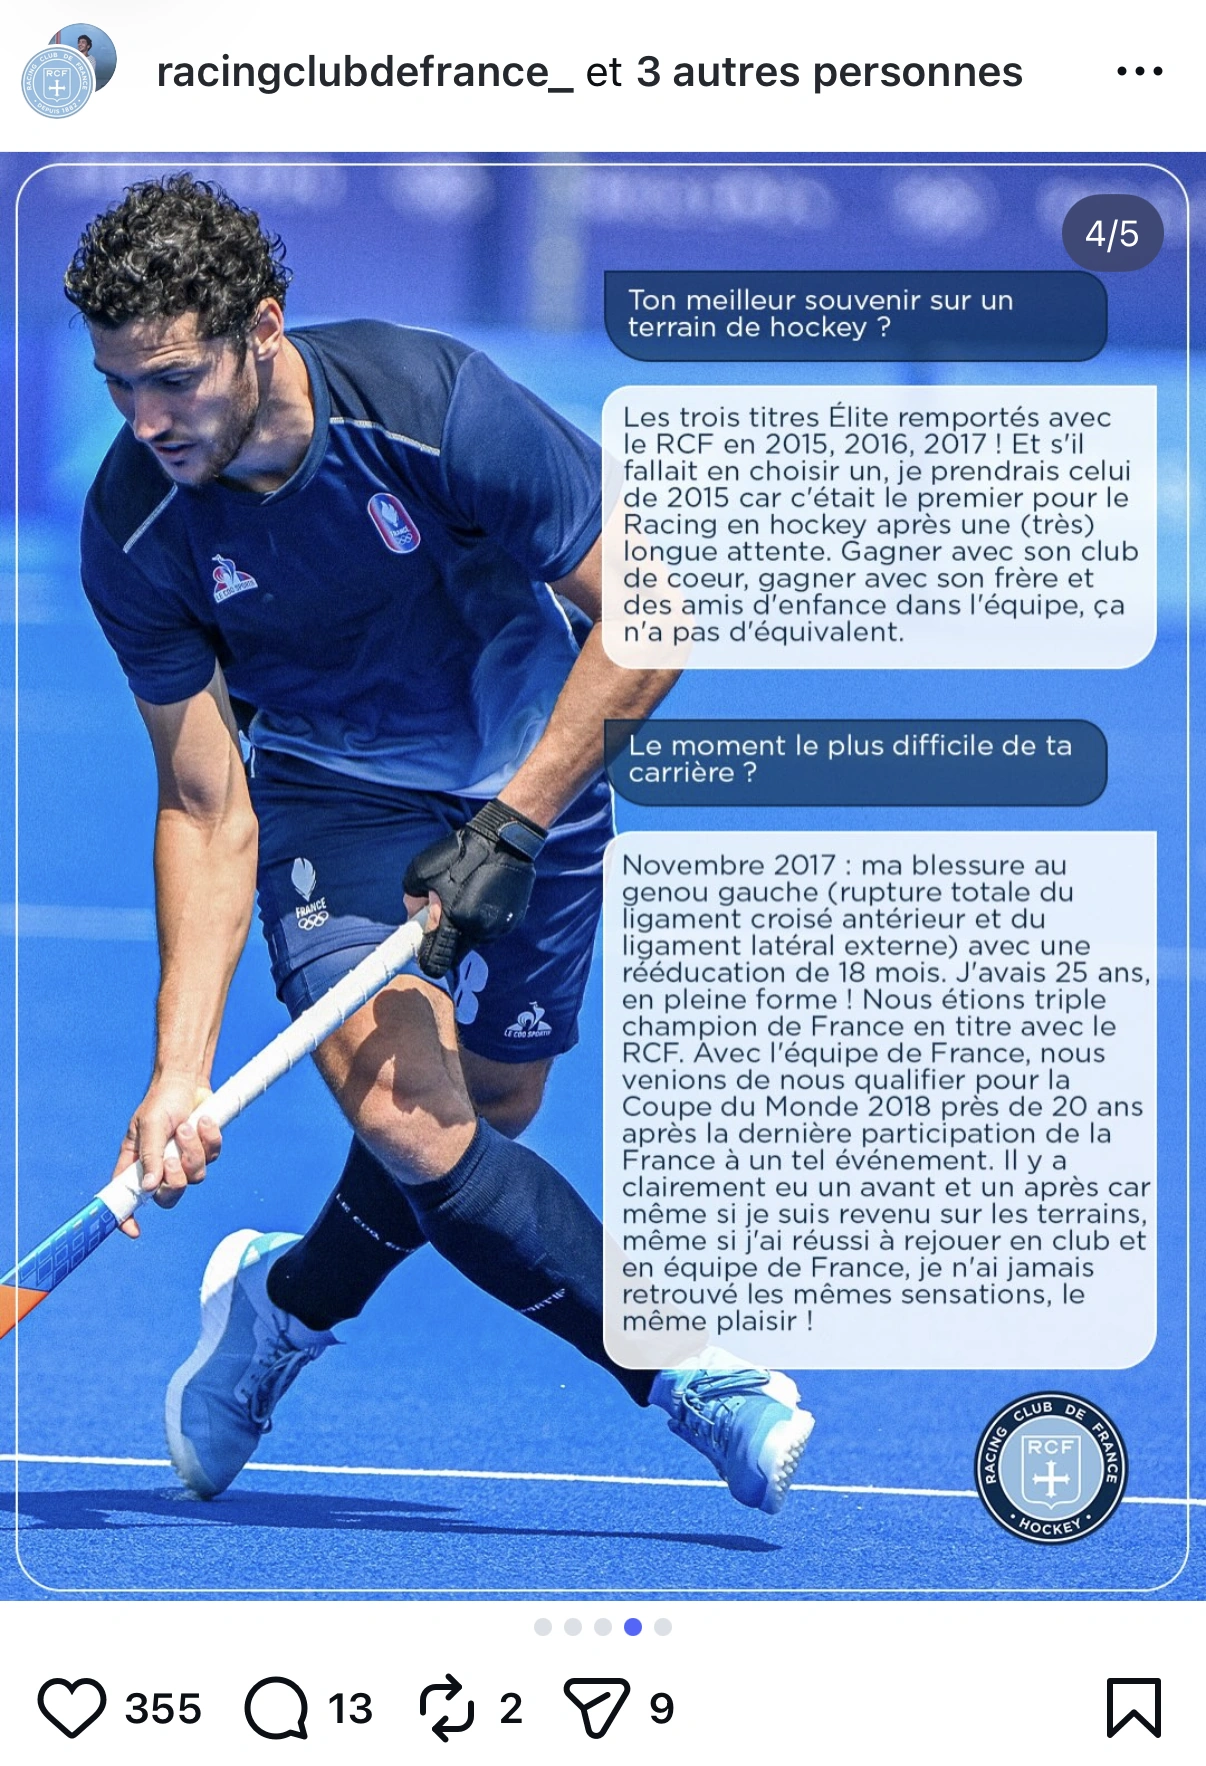 racingclubdefrance_ et 3 autres personnes
4/5
Ton meilleur souvenir sur un
terrain de hockey ?
Les trois titres Élite remportés avec
le RCF en 2015, 2016, 2017 ! Et s'il
fallait en choisir un, je prendrais celui
de 2015 car c'était le premier pour le
Racing en hockey après une (très)
longue attente. Gagner avec son club
de coeur, gagner avec son frère et
des amis d'enfance dans l'équipe, ça
n'a pas d'équivalent.
Le moment le plus difficile de ta
carrière ?
Novembre 2017 : ma blessure au
genou gauche (rupture totale du
ligament croisé antérieur et du
ligament latéral externe) avec une
rééducation de 18 mois. J'avais 25 ans,
en pleine forme ! Nous étions triple
champion de France en titre avec le
RCF. Avec l'équipe de France, nous
venions de nous qualifier pour la
Coupe du Monde 2018 près de 20 ans
après la dernière participation de la
France à un tel événement. Il y a
clairement eu un avant et un après car
même si je suis revenu sur les terrains,
même si j'ai réussi à rejouer en club et
en équipe de France, je n'ai jamais
retrouvé les mêmes sensations, le
même plaisir !
FRANCE
LE COQ SPORTIF
FRANCE
LE COQ SPORTIF
RACING CLUB DE FRANCE
RCF
HOCKEY
355
13
2
9